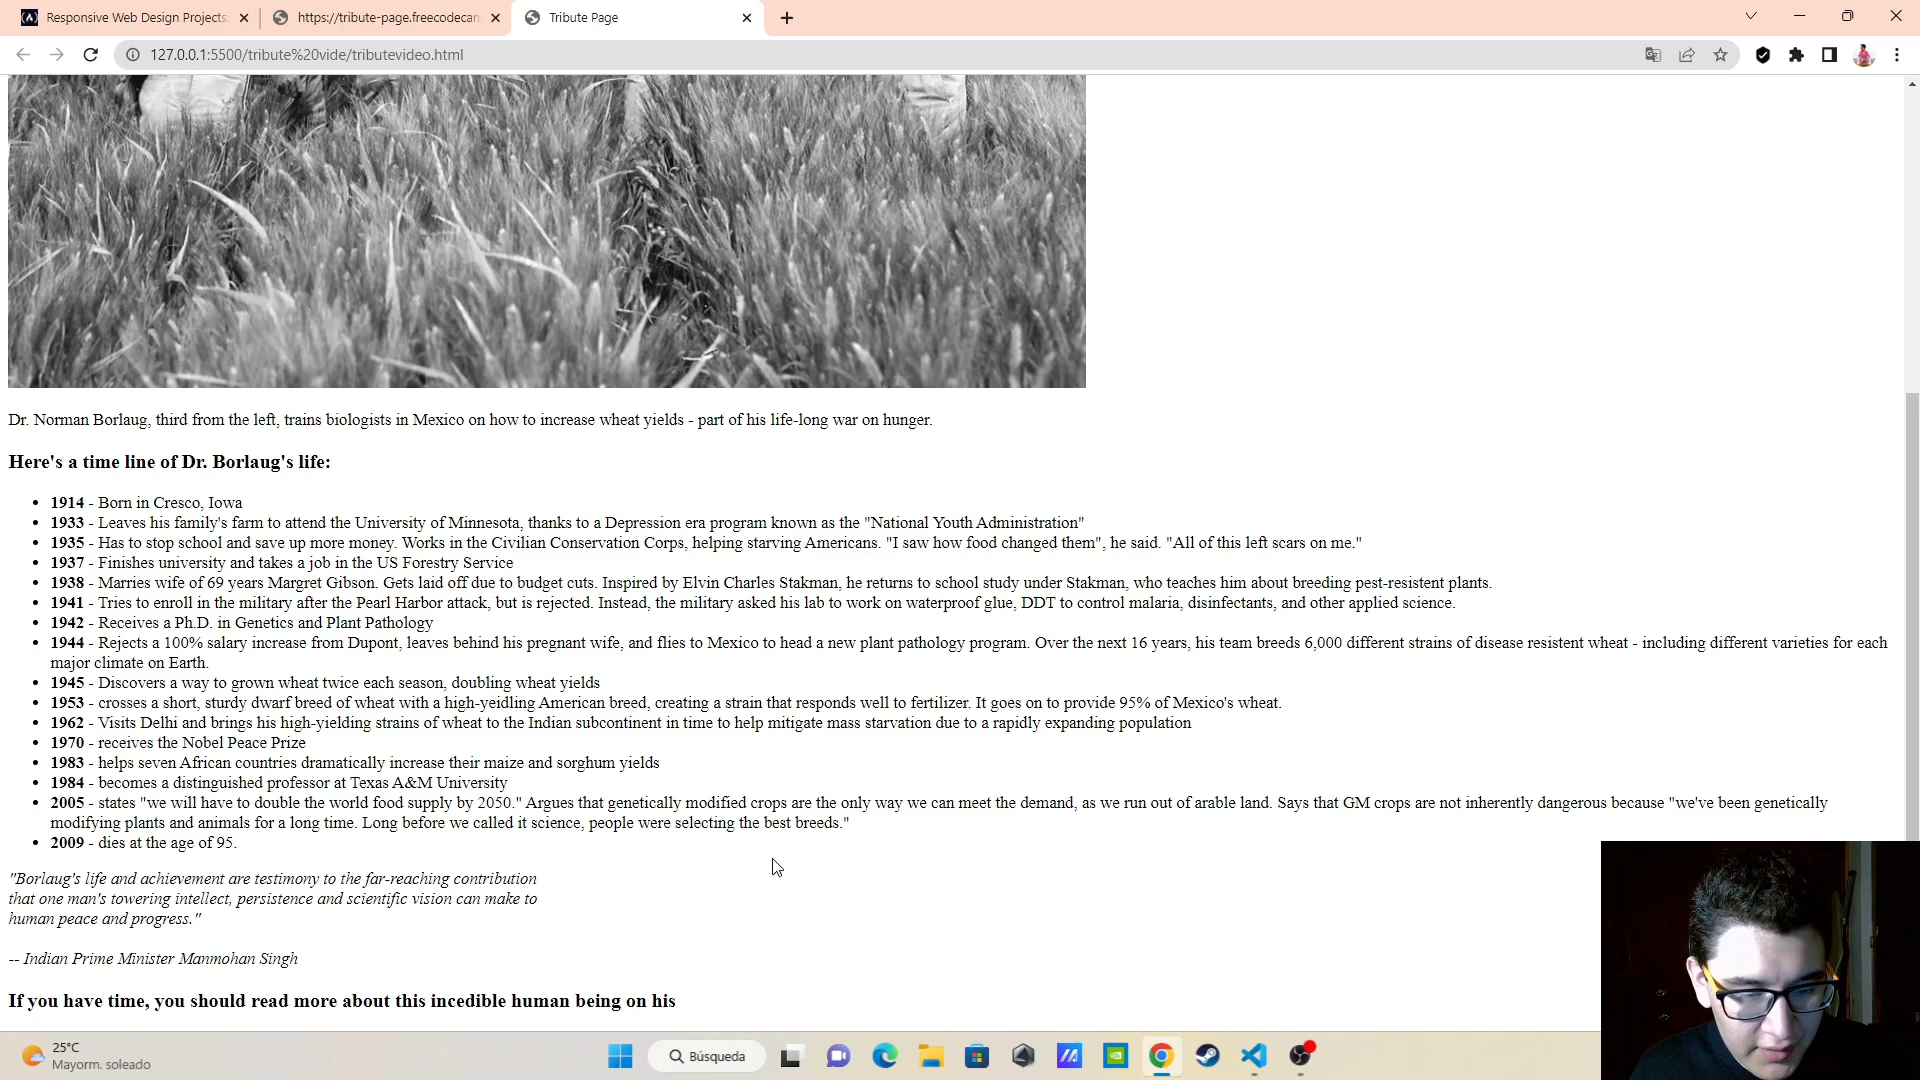 Responsive Web Design Projects
https://tribute-page.freecodecam
Tribute Page
127.0.0.1:5500/tribute%20vide/tributevideo.html
Dr. Norman Borlaug, third from the left, trains biologists in Mexico on how to increase wheat yields - part of his life-long war on hunger.
Here's a time line of Dr. Borlaug's life:
• 1914 - Born in Cresco, Iowa
• 1933 - Leaves his family's farm to attend the University of Minnesota, thanks to a Depression era program known as the "National Youth Administration"
• 1935 - Has to stop school and save up more money. Works in the Civilian Conservation Corps, helping starving Americans. "I saw how food changed them", he said. "All of this left scars on me."
• 1937 - Finishes university and takes a job in the US Forestry Service
• 1938 - Marries wife of 69 years Margret Gibson. Gets laid off due to budget cuts. Inspired by Elvin Charles Stakman, he returns to school study under Stakman, who teaches him about breeding pest-resistent plants.
• 1941 - Tries to enroll in the military after the Pearl Harbor attack, but is rejected. Instead, the military asked his lab to work on waterproof glue, DDT to control malaria, disinfectants, and other applied science.
• 1942 - Receives a Ph.D. in Genetics and Plant Pathology
• 1944 - Rejects a 100% salary increase from Dupont, leaves behind his pregnant wife, and flies to Mexico to head a new plant pathology program. Over the next 16 years, his team breeds 6,000 different strains of disease resistent wheat - including different varieties for each
major climate on Earth.
• 1945 - Discovers a way to grown wheat twice each season, doubling wheat yields
• 1953 - crosses a short, sturdy dwarf breed of wheat with a high-yeidling American breed, creating a strain that responds well to fertilizer. It goes on to provide 95% of Mexico's wheat.
• 1962 - Visits Delhi and brings his high-yielding strains of wheat to the Indian subcontinent in time to help mitigate mass starvation due to a rapidly expanding population
• 1970 - receives the Nobel Peace Prize
• 1983 - helps seven African countries dramatically increase their maize and sorghum yields
• 1984 - becomes a distinguished professor at Texas A&M University
• 2005 - states "we will have to double the world food supply by 2050." Argues that genetically modified crops are the only way we can meet the demand, as we run out of arable land. Says that GM crops are not inherently dangerous because "we've been genetically
modifying plants and animals for a long time. Long before we called it science, people were selecting the best breeds."
• 2009 - dies at the age of 95.
"Borlaug's life and achievement are testimony to the far-reaching contribution
that one man's towering intellect, persistence and scientific vision can make to
human peace and progress."
-- Indian Prime Minister Manmohan Singh
If you have time, you should read more about this incedible human being on his
25°C
Mayorm. soleado
Búsqueda